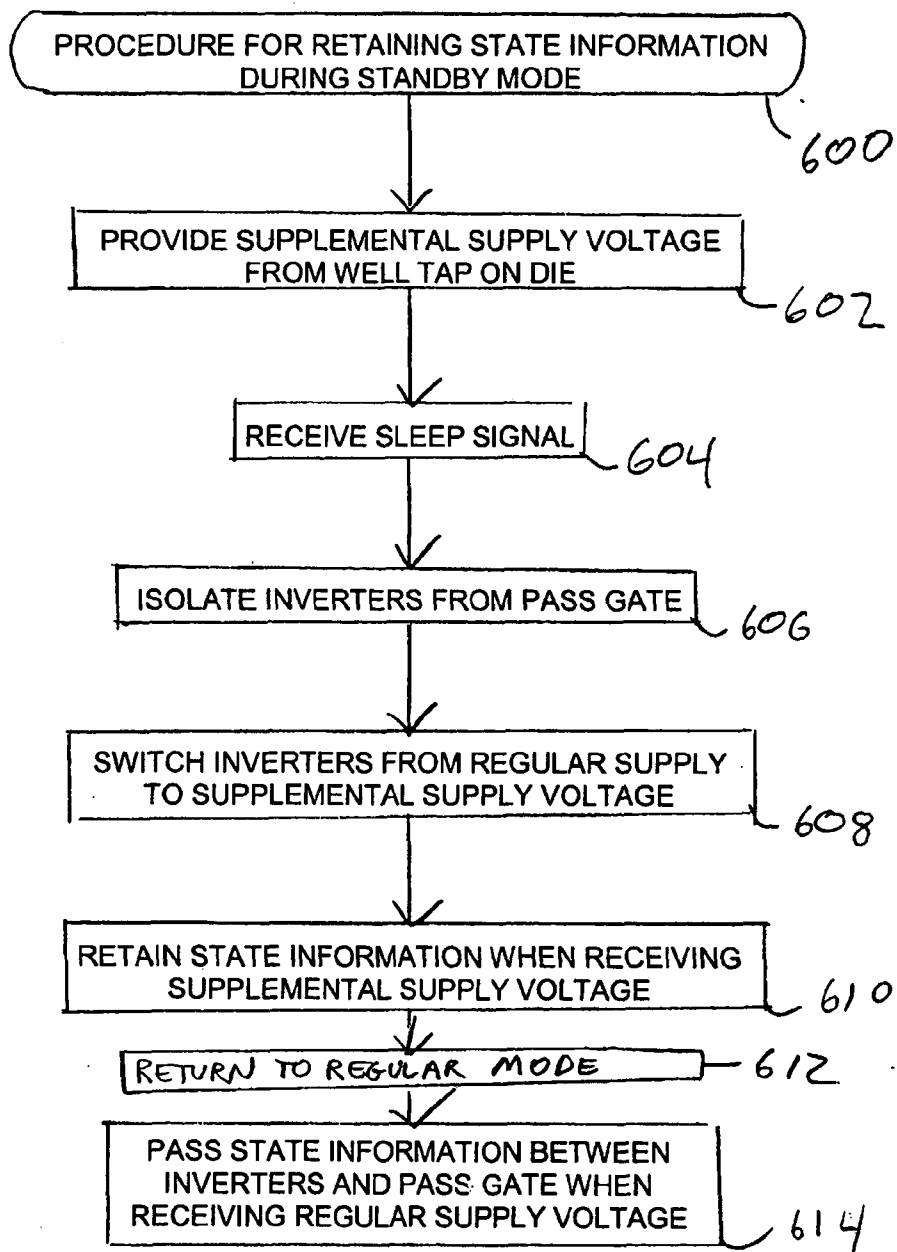 PROCEDURE FOR RETAINING STATE INFORMATION
DURING STANDBY MODE
600
PROVIDE SUPPLEMENTAL SUPPLY VOLTAGE
FROM WELL TAP ON DIE
602
RECEIVE SLEEP SIGNAL
604
ISOLATE INVERTERS FROM PASS GATE
606
SWITCH INVERTERS FROM REGULAR SUPPLY
TO SUPPLEMENTAL SUPPLY VOLTAGE
608
RETAIN STATE INFORMATION WHEN RECEIVING
SUPPLEMENTAL SUPPLY VOLTAGE
610
RETURN TO REGULAR MODE
612
PASS STATE INFORMATION BETWEEN
INVERTERS AND PASS GATE WHEN
RECEIVING REGULAR SUPPLY VOLTAGE
614